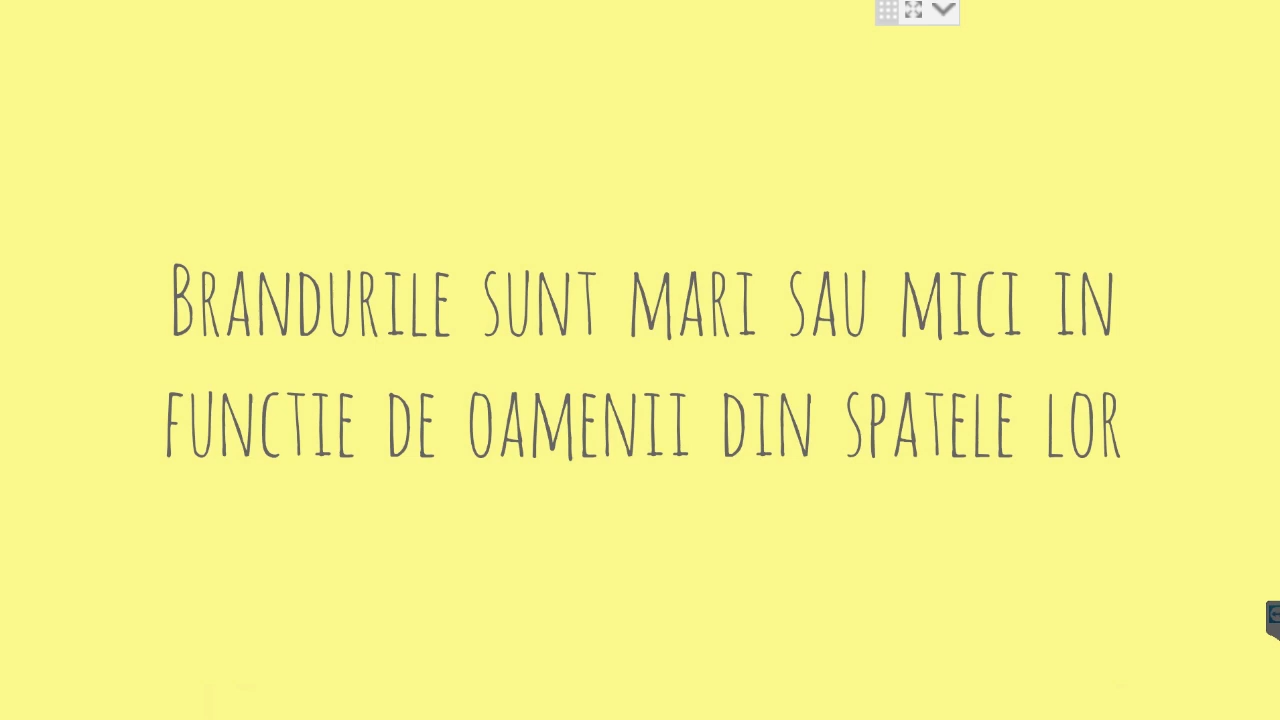 Brandurile sunt mari sau mici in
functie de oamenii din spatele lor